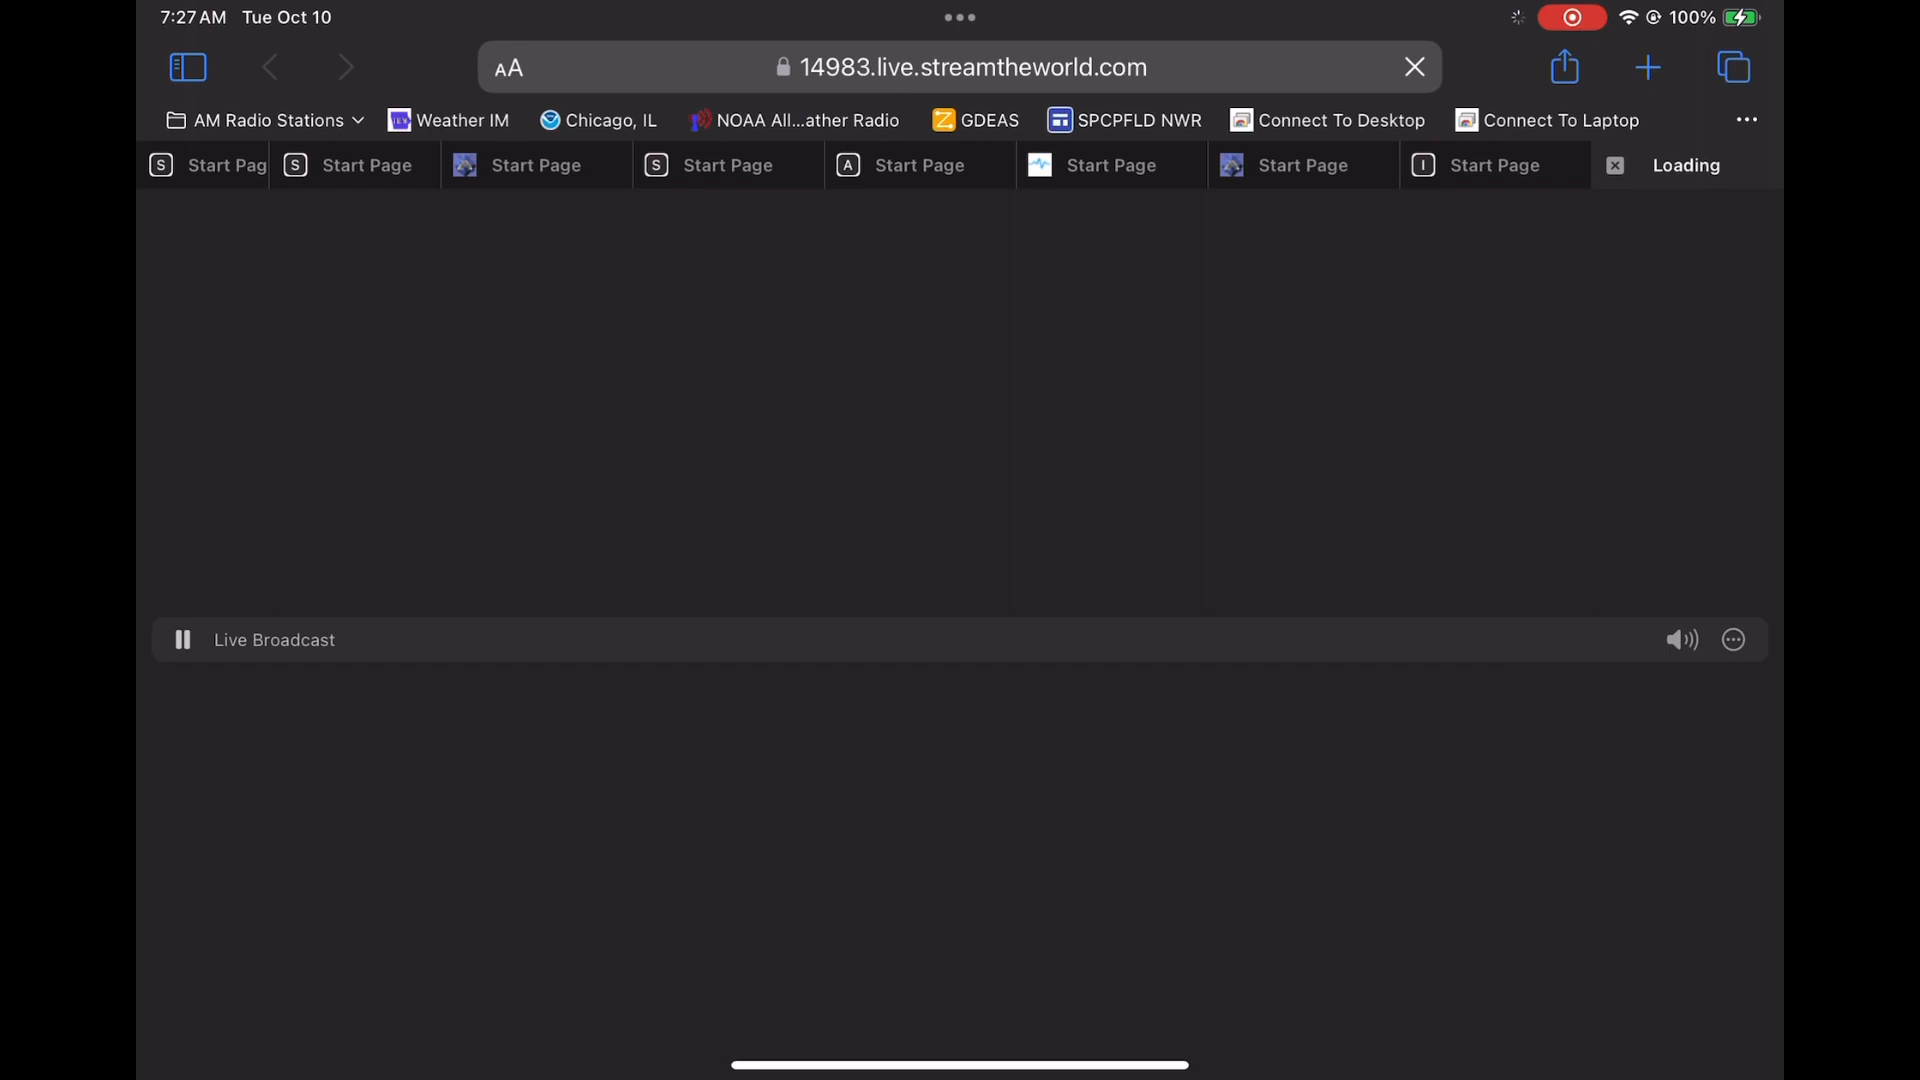 7:27 AM Tue Oct 10
100%
AA
14983.live.streamtheworld.com
AM Radio Stations
Weather IM
Chicago, IL
NOAA All...ather Radio
GDEAS
SPCPFLD NWR
Connect To Desktop
Connect To Laptop
S Start Pag
S Start Page
Start Page
S Start Page
A Start Page
Start Page
Start Page
I Start Page
Loading
Live Broadcast